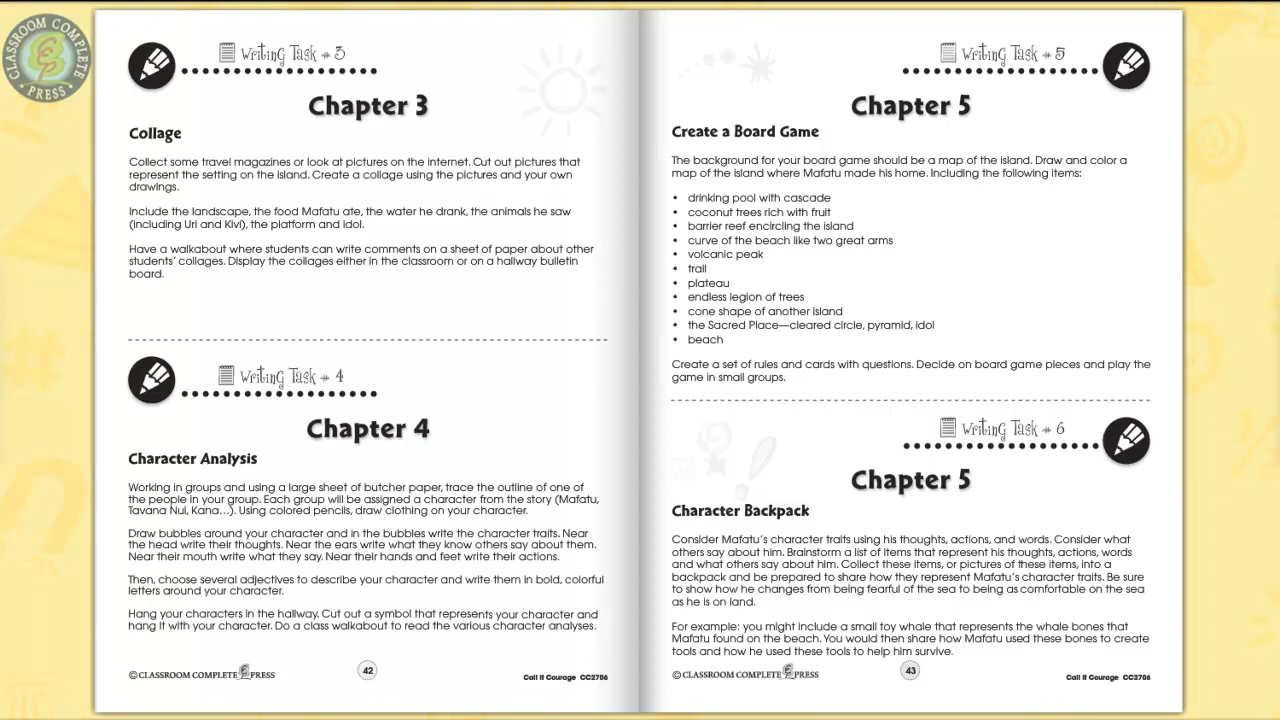 CLASSROOM COMPLETE
PRESS
Writing Task # 3
Chapter 3
Collage
Collect some travel magazines or look at pictures on the internet. Cut out pictures that
represent the setting on the island. Create a collage using the pictures and your own
drawings.
Include the landscape, the food Mafatu ate, the water he drank, the animals he saw
(including Uri and Kivi), the platform and idol.
Have a walkabout where students can write comments on a sheet of paper about other
students' collages. Display the collages either in the classroom or on a hallway bulletin
board.
Writing Task # 4
Chapter 4
Character Analysis
Working in groups and using a large sheet of butcher paper, trace the outline of one of
the people in your group. Each group will be assigned a character from the story (Mafatu,
Tavana Nui, Kana...). Using colored pencils, draw clothing on your character.
Draw bubbles around your character and in the bubbles write the character traits. Near
the head write their thoughts. Near the ears write what they know others say about them.
Near their mouth write what they say. Near their hands and feet write their actions.
Then, choose several adjectives to describe your character and write them in bold, colorful
letters around your character.
Hang your characters in the hallway. Cut out a symbol that represents your character and
hang it with your character. Do a class walkabout to read the various character analyses.
© CLASSROOM COMPLETE PRESS
42
Call It Courage CC2706
Writing Task # 5
Chapter 5
Create a Board Game
The background for your board game should be a map of the island. Draw and color a
map of the island where Mafatu made his home. Including the following items:
• drinking pool with cascade
• coconut trees rich with fruit
• barrier reef encircling the island
• curve of the beach like two great arms
• volcanic peak
• trail
• plateau
• endless legion of trees
• cone shape of another island
• the Sacred Place—cleared circle, pyramid, idol
• beach
Create a set of rules and cards with questions. Decide on board game pieces and play the
game in small groups.
Writing Task # 6
Chapter 5
Character Backpack
Consider Mafatu's character traits using his thoughts, actions, and words. Consider what
others say about him. Brainstorm a list of items that represent his thoughts, actions, words
and what others say about him. Collect these items, or pictures of these items, into a
backpack and be prepared to share how they represent Mafatu's character traits. Be sure
to show how he changes from being fearful of the sea to being as comfortable on the sea
as he is on land.
For example: you might include a small toy whale that represents the whale bones that
Mafatu found on the beach. You would then share how Mafatu used these bones to create
tools and how he used these tools to help him survive.
© CLASSROOM COMPLETE PRESS
43
Call It Courage CC2706